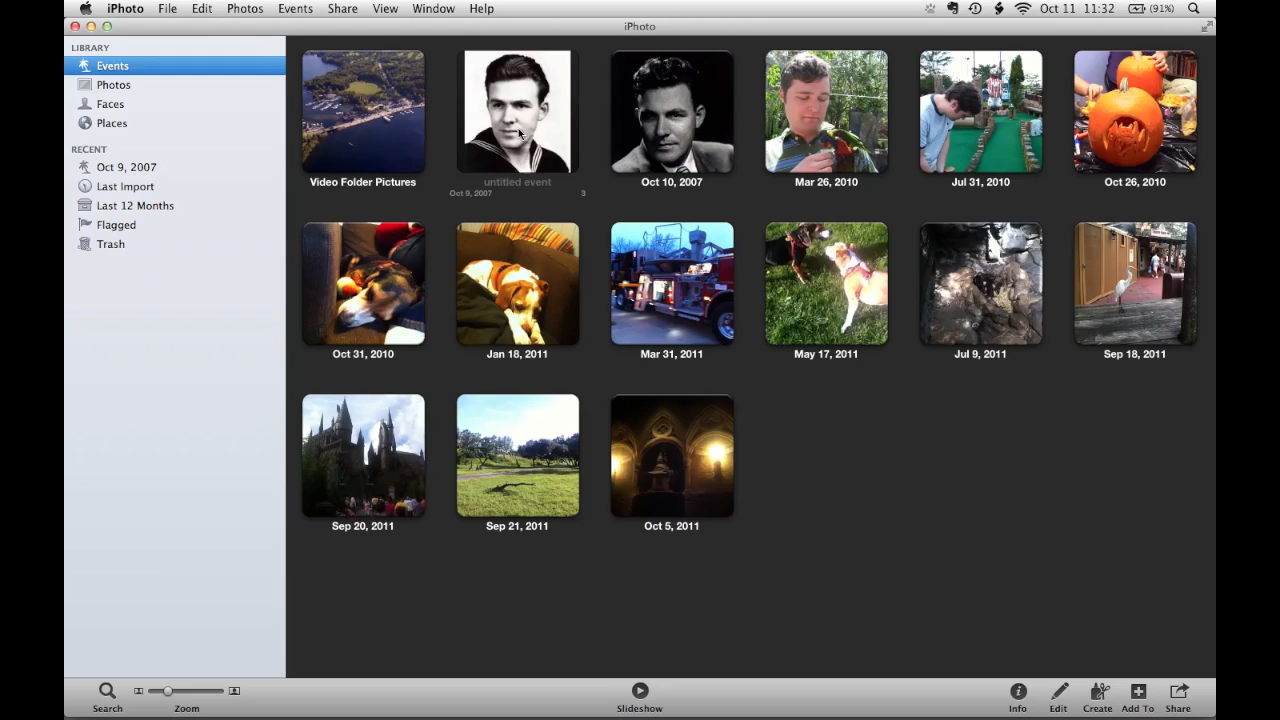 iPhoto File Edit Photos Events Share View Window Help Oct 11 11:32 (91%)
iPhoto
LIBRARY
Events
Photos
Faces
Places
RECENT
Oct 9, 2007
Last Import
Last 12 Months
Flagged
Trash
Video Folder Pictures untitled event Oct 10, 2007 Mar 26, 2010 Jul 31, 2010 Oct 26, 2010
Oct 9, 2007 3
Oct 31, 2010 Jan 18, 2011 Mar 31, 2011 May 17, 2011 Jul 9, 2011 Sep 18, 2011
Sep 20, 2011 Sep 21, 2011 Oct 5, 2011
Search Zoom Slideshow Info Edit Create Add To Share